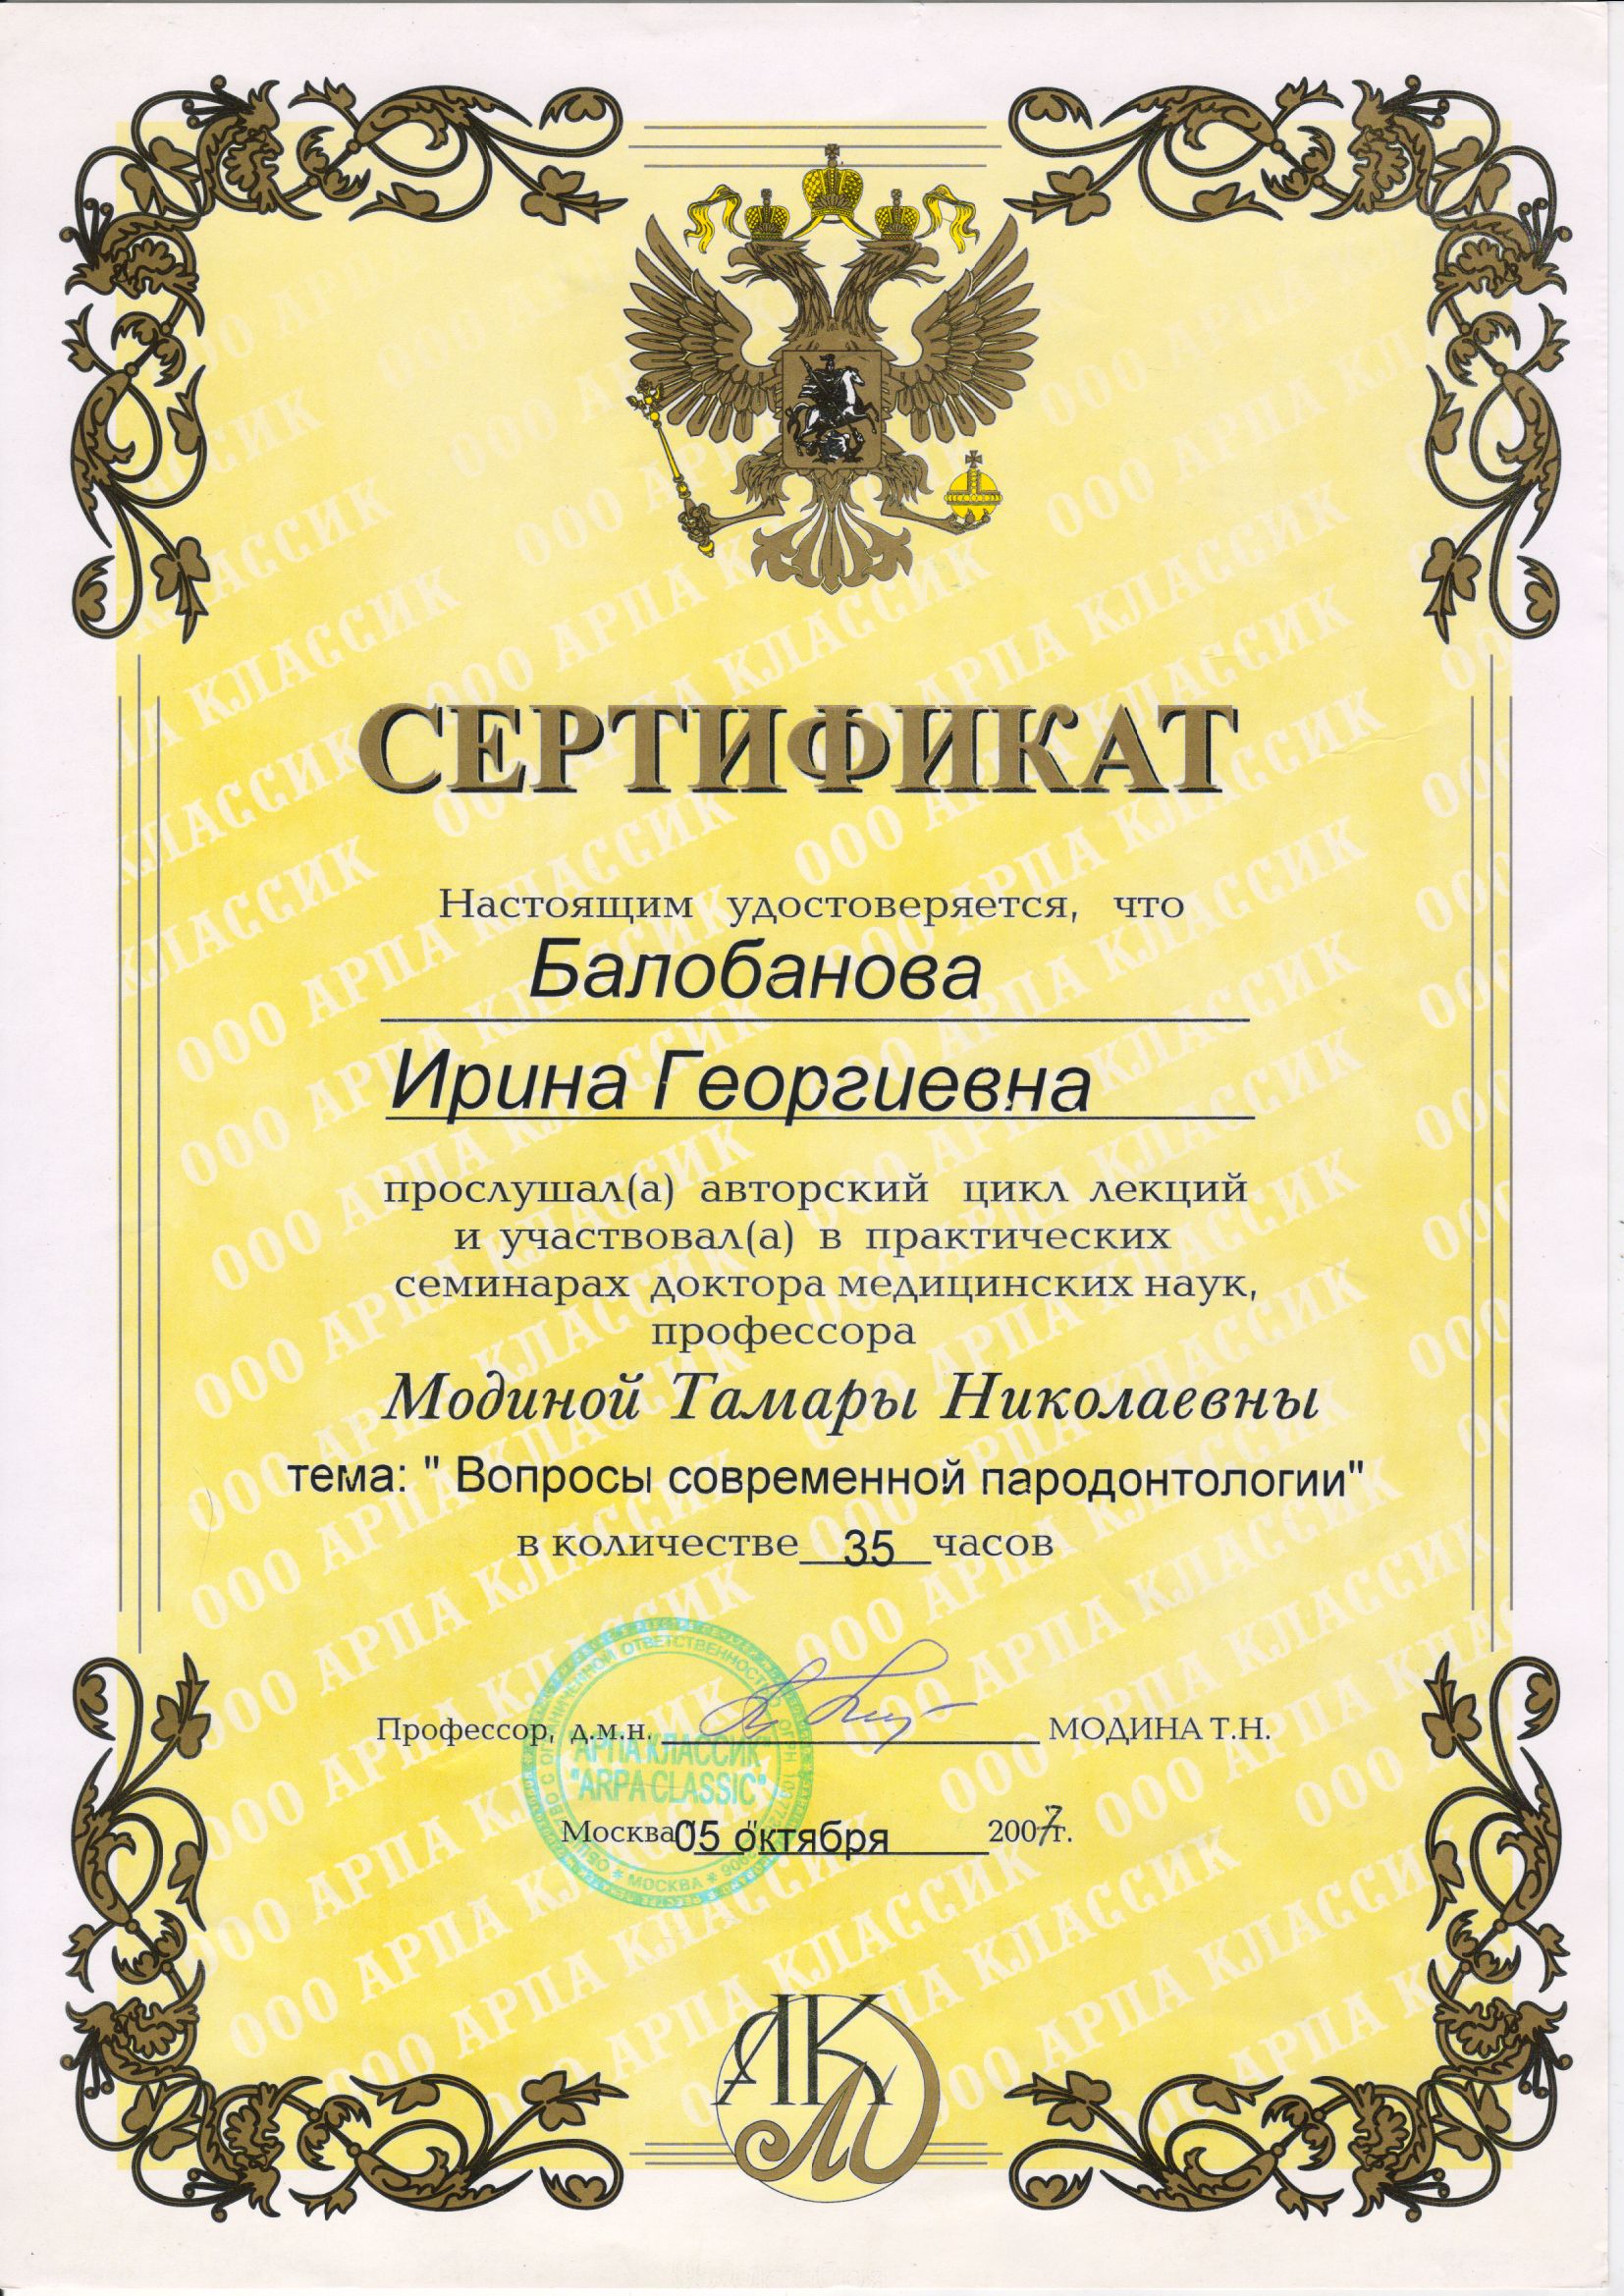 СЕРТИФИКАТ
Настоящим удостоверяется, что
Балобанова
Ирина Георгиевна
прослушал(а) авторский цикл лекций
и участвовал(а) в практических
семинарах доктора медицинских наук,
профессора
Модиной Тамары Николаевны
тема: " Вопросы современной пародонтологии"
в количестве 35 часов
Профессор, д.м.н. МОДИНА Т.Н.
АРПА КЛАССИК
"ARPA CLASSIC"
МОСКВА
Москва "05" октября 2007г.
АКМ
ООО АРПА КЛАССИК